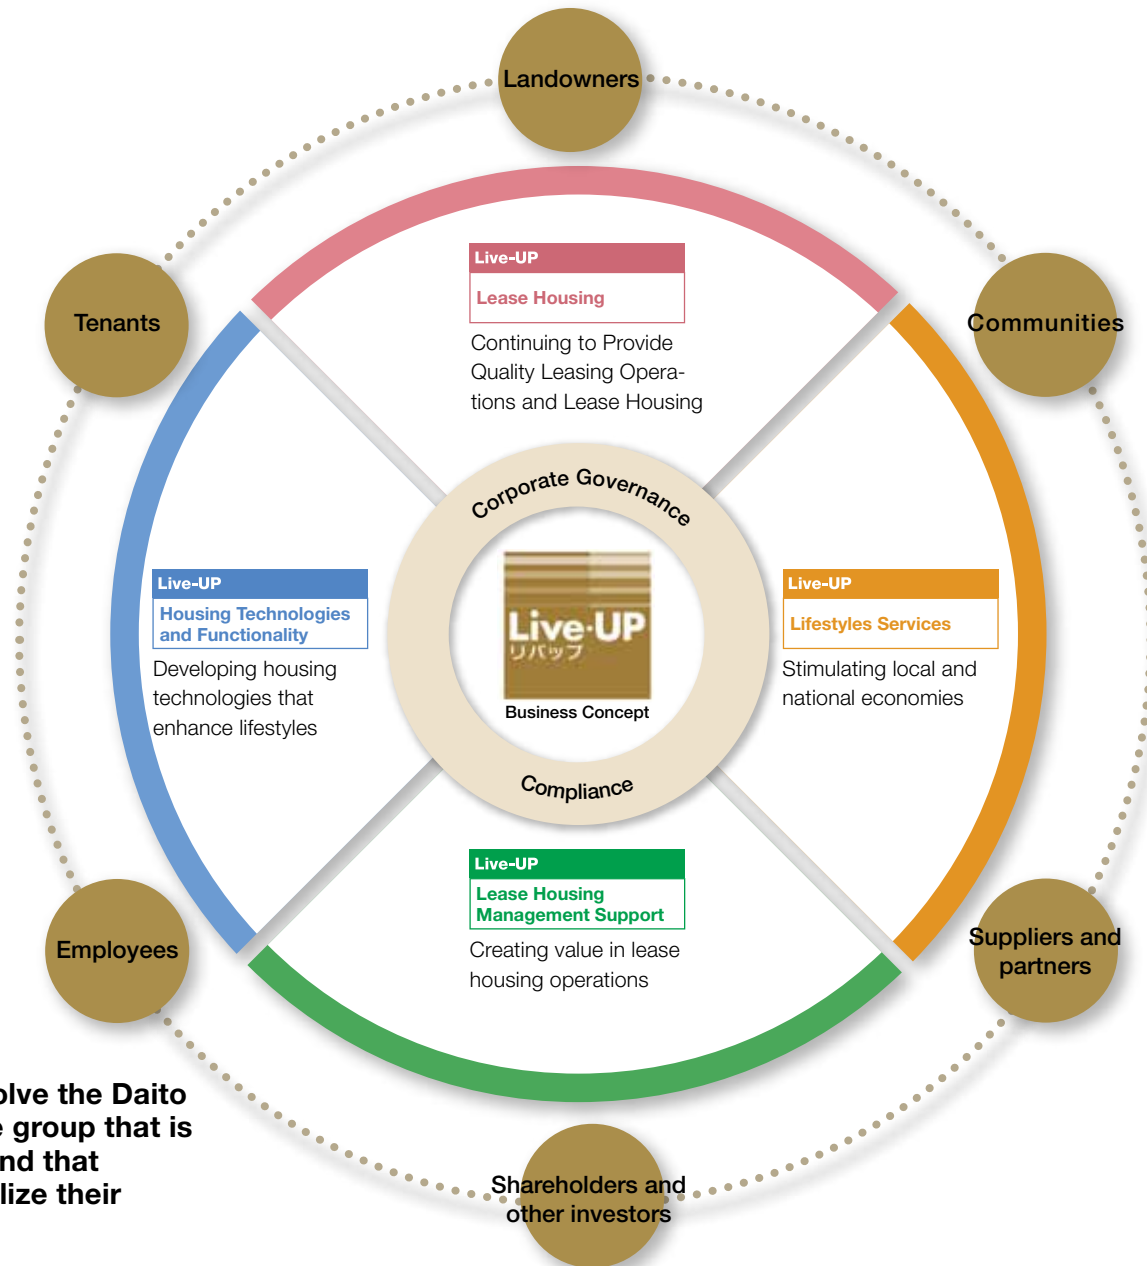 Landowners
Tenants
Communities
Live-UP
Lease Housing
Continuing to Provide
Quality Leasing Opera-
tions and Lease Housing
Corporate Governance
Live-UP
Housing Technologies
and Functionality
Developing housing
technologies that
enhance lifestyles
Live·UP
リバップ
Business Concept
Live-UP
Lifestyles Services
Stimulating local and
national economies
Compliance
Live-UP
Lease Housing
Management Support
Creating value in lease
housing operations
Employees
Suppliers and
partners
olve the Daito
e group that is
nd that
lize their
Shareholders and
other investors